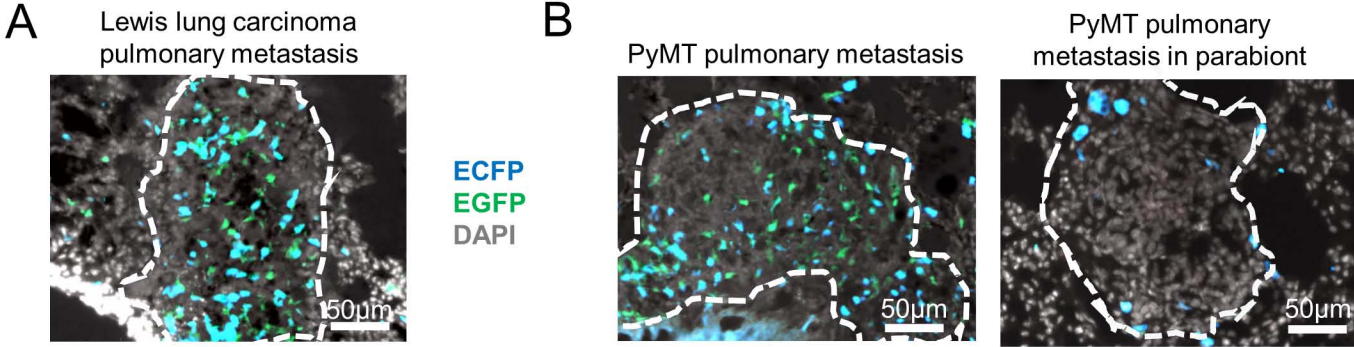 A
Lewis lung carcinoma
pulmonary metastasis
50μm
ECFP
EGFP
DAPI
B
PyMT pulmonary metastasis
50μm
PyMT pulmonary
metastasis in parabiont
50μm